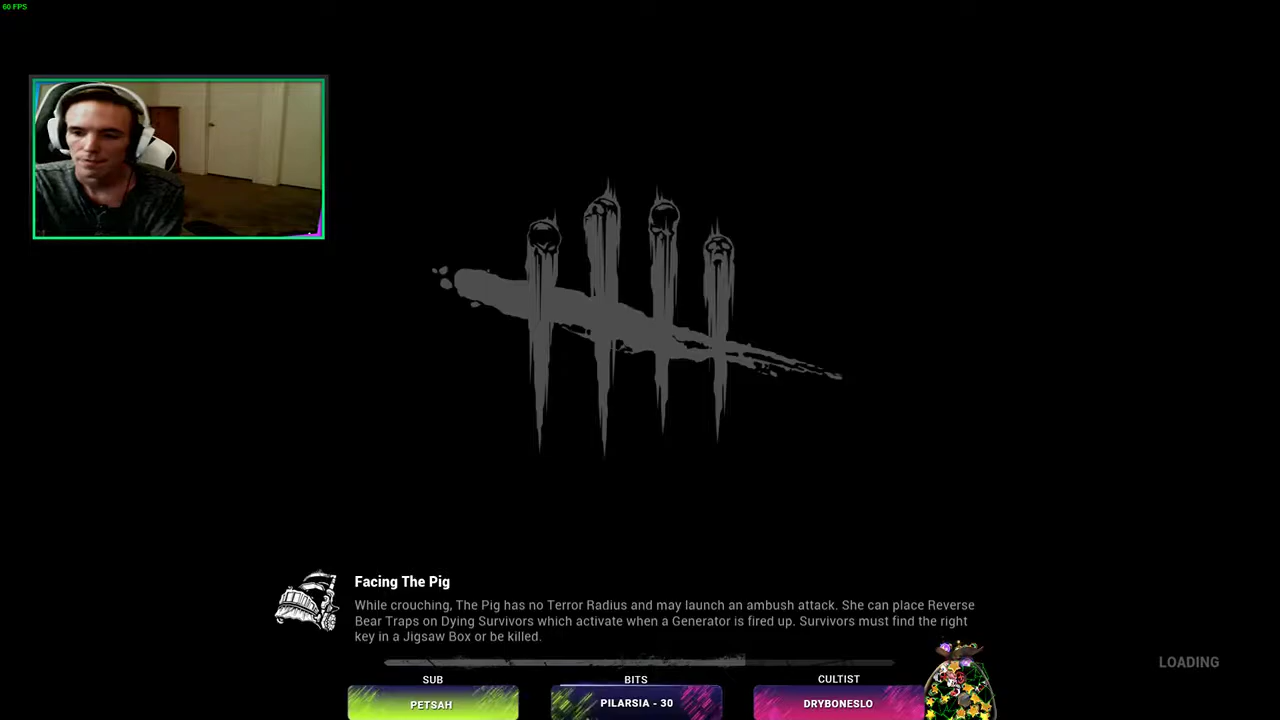 60 FPS
Facing The Pig
While crouching, The Pig has no Terror Radius and may launch an ambush attack. She can place Reverse
Bear Traps on Dying Survivors which activate when a Generator is fired up. Survivors must find the right
key in a Jigsaw Box or be killed.
LOADING
SUB
BITS
CULTIST
PETSAH
PILARSIA - 30
DRYBONESLO